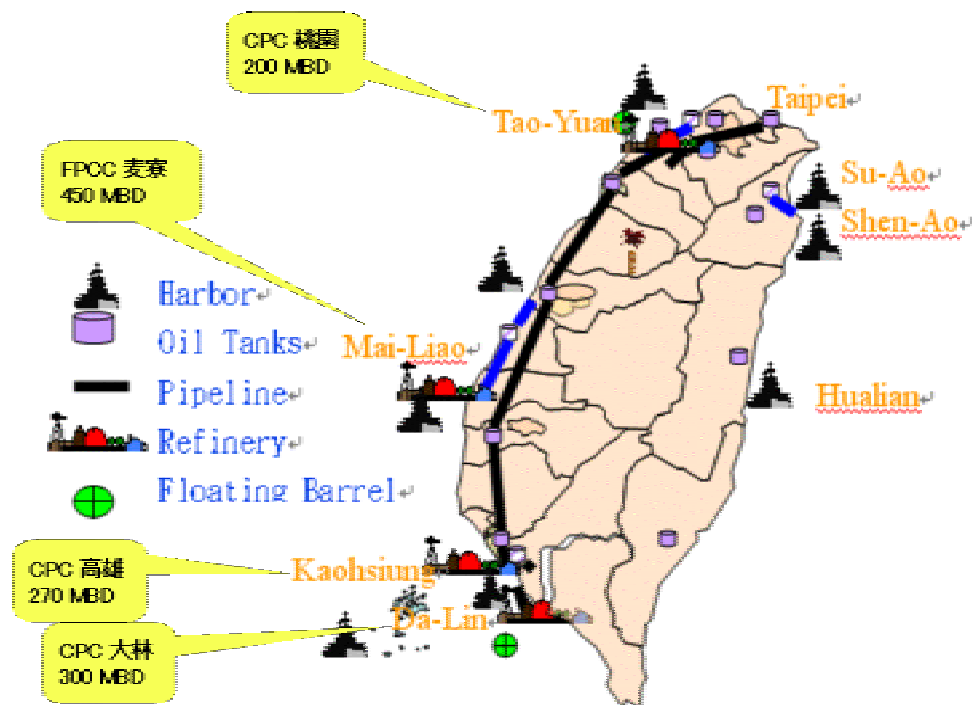 CPC 桃園
200 MBD
Tao-Yuan
Taipei
FPCC 麦寮
450 MBD
Su-Ao
Shen-Ao
Harbor
Oil Tanks
Mai-Liao
Pipeline
Hualian
Refinery
Floating Barrel
CPC 高雄
270 MBD
Kaohsiung
Da-Lin
CPC 大林
300 MBD